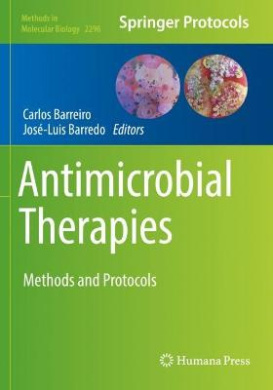 Methods in
Molecular Biology 2296
Springer Protocols
Carlos Barreiro
José-Luis Barredo Editors
Antimicrobial
Therapies
Methods and Protocols
Humana Press